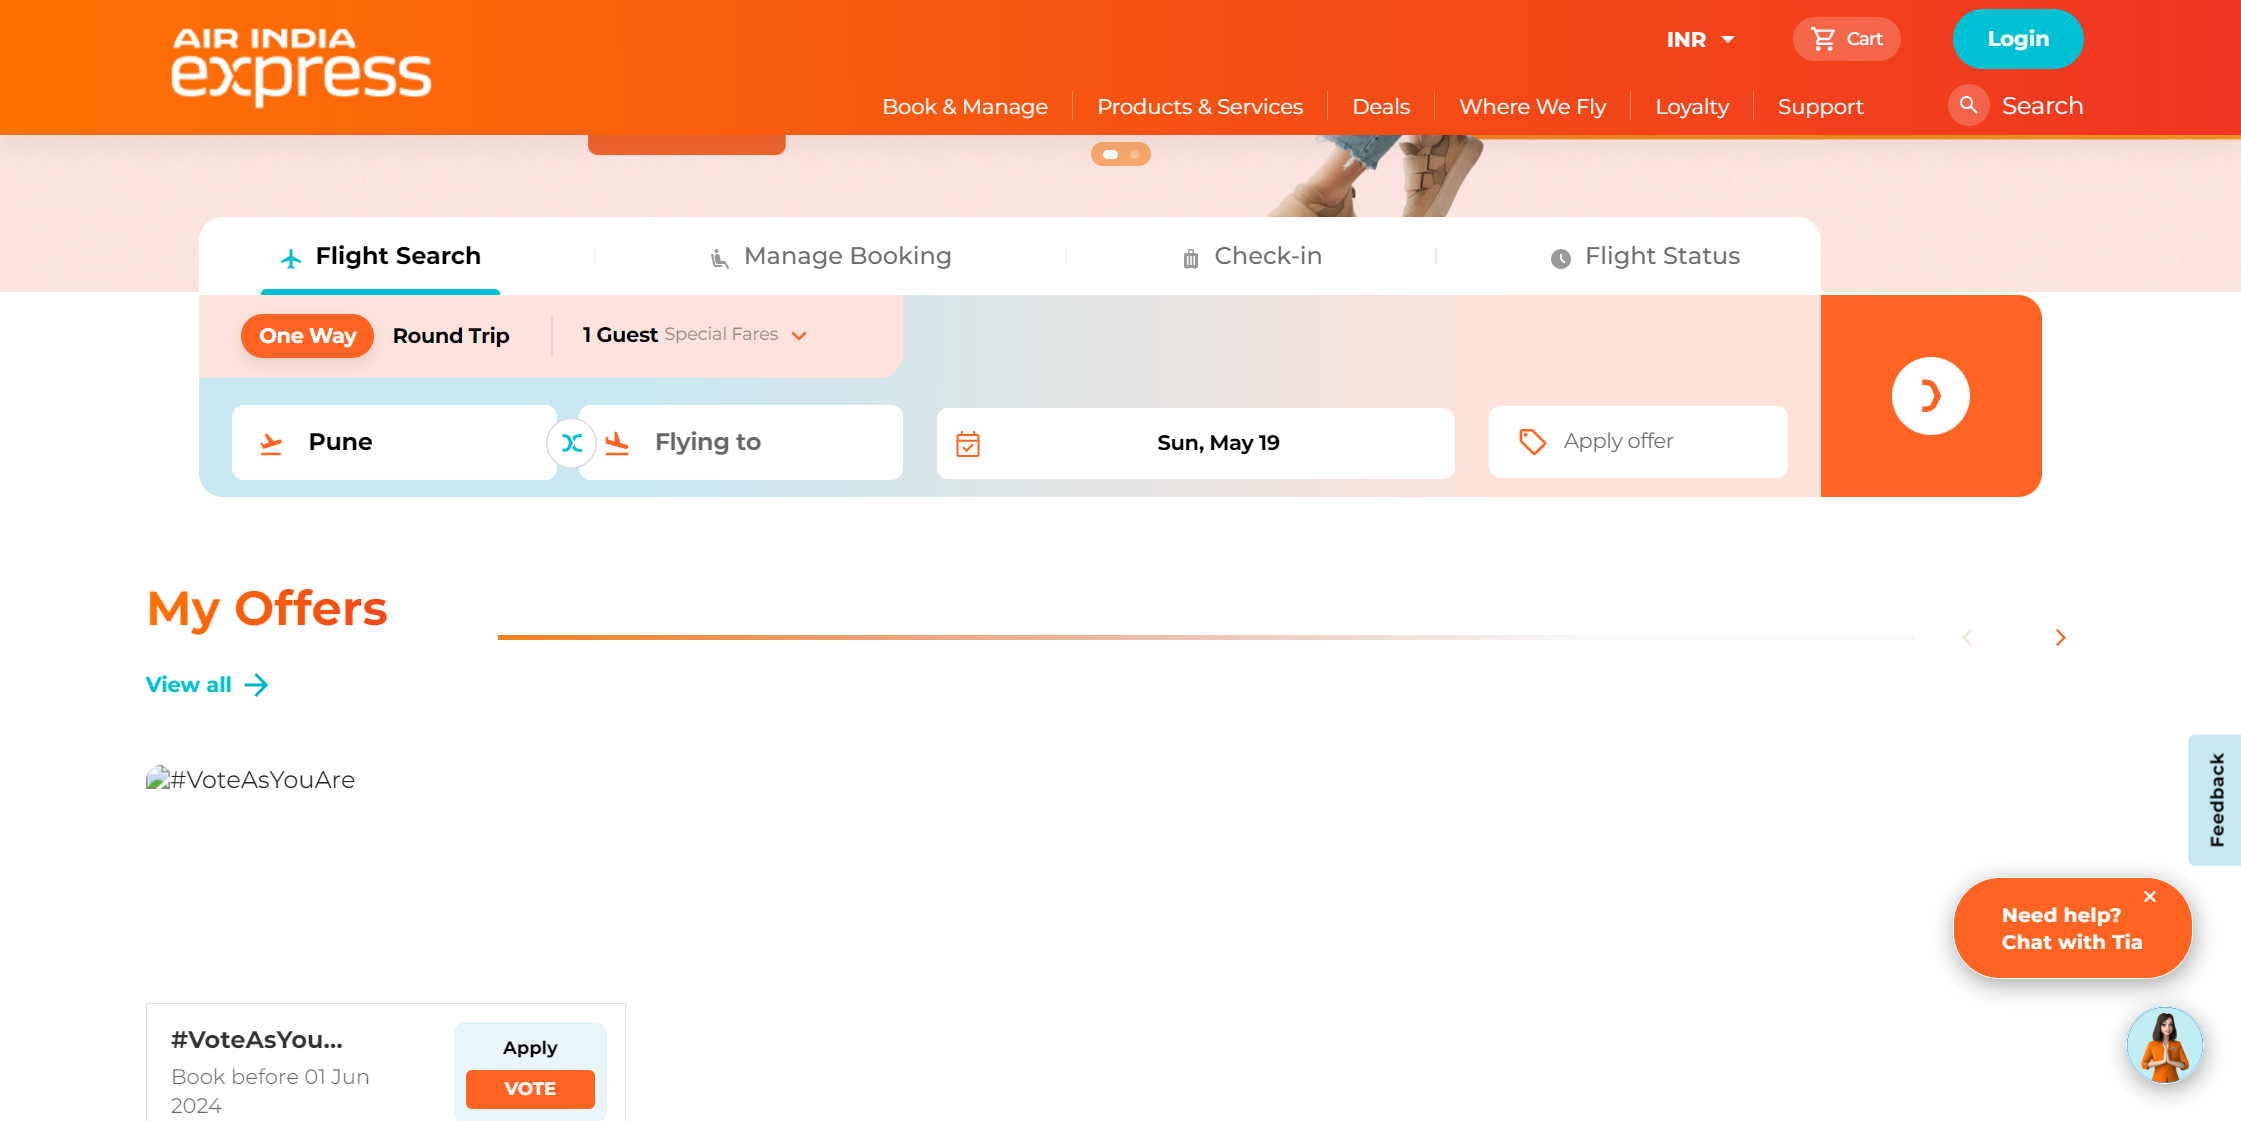 AIR INDIA
express
INR
Cart
Login
Book & Manage
Products & Services
Deals
Where We Fly
Loyalty
Support
Search
Flight Search
Manage Booking
Check-in
Flight Status
One Way
Round Trip
1 Guest Special Fares
Pune
Flying to
Sun, May 19
Apply offer
My Offers
View all
#VoteAsYouAre
Feedback
Need help?
Chat with Tia
#VoteAsYou...
Book before 01 Jun
2024
Apply
VOTE